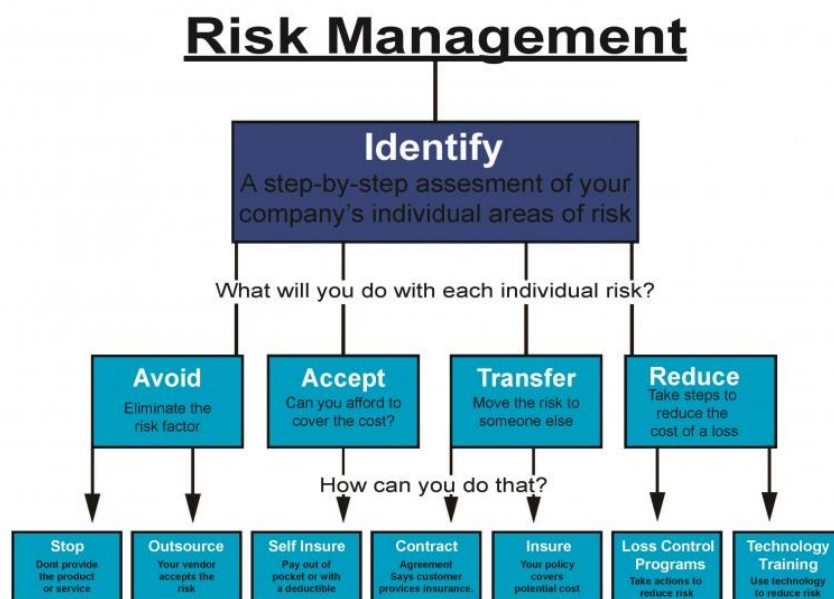 Risk Management
Identify
A step-by-step assesment of your
company's individual areas of risk
What will you do with each individual risk?
Avoid
Eliminate the
risk factor
Accept
Can you afford to
cover the cost?
Transfer
Move the risk to
someone else
Reduce
Take steps to
reduce the
cost of a loss
How can you do that?
Stop
Dont provide
the product
or service
Outsource
Your vendor
accepts the
risk
Self Insure
Pay out of
pocket or with
a deductible
Contract
Agreement
Says customer
provices insurance.
Insure
Your policy
covers
potential cost
Loss Control
Programs
Take actions to
reduce risk
Technology
Training
Use technology
to reduce risk